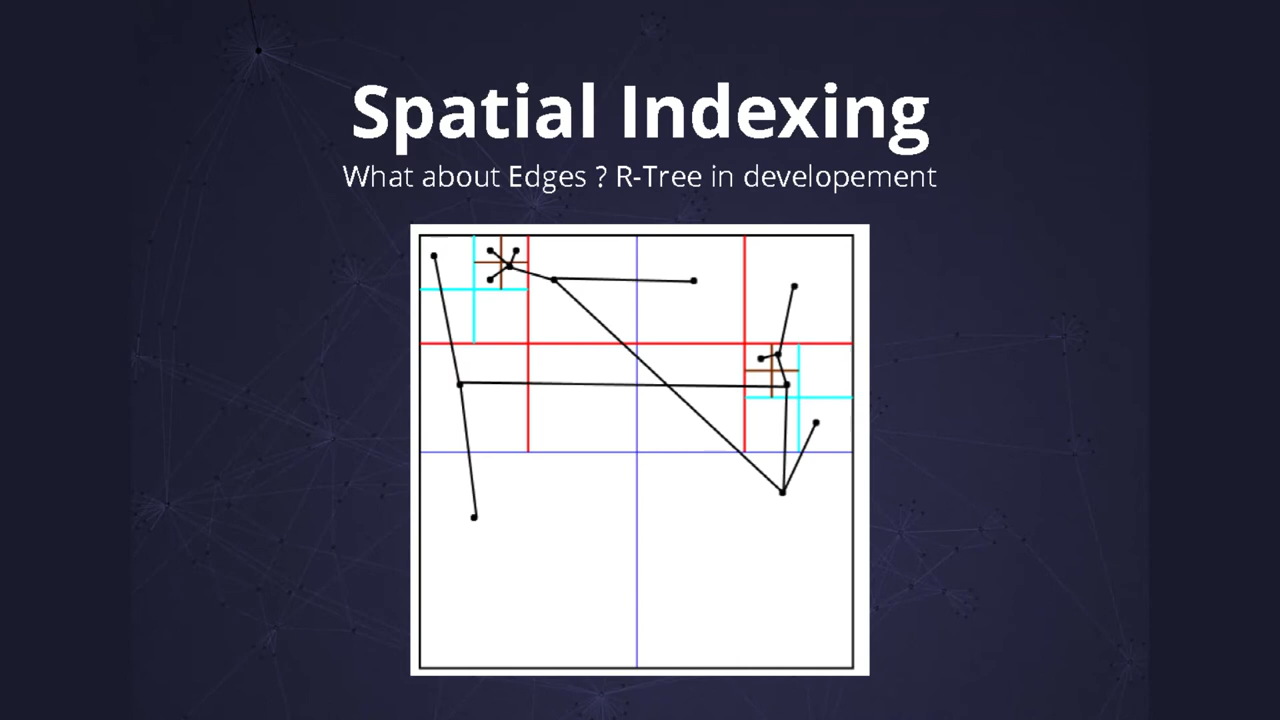 Spatial Indexing
What about Edges ? R-Tree in developement